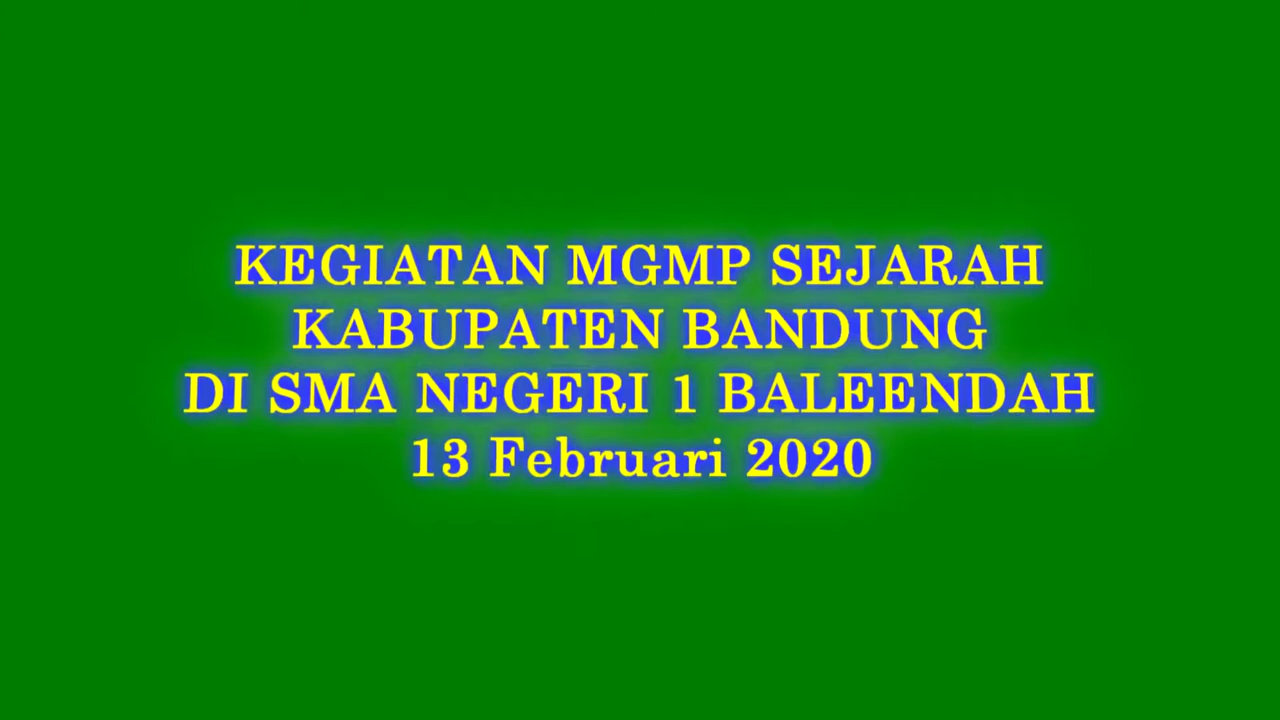 KEGIATAN MGMP SEJARAH
KABUPATEN BANDUNG
DI SMA NEGERI 1 BALEENDAH
13 Februari 2020